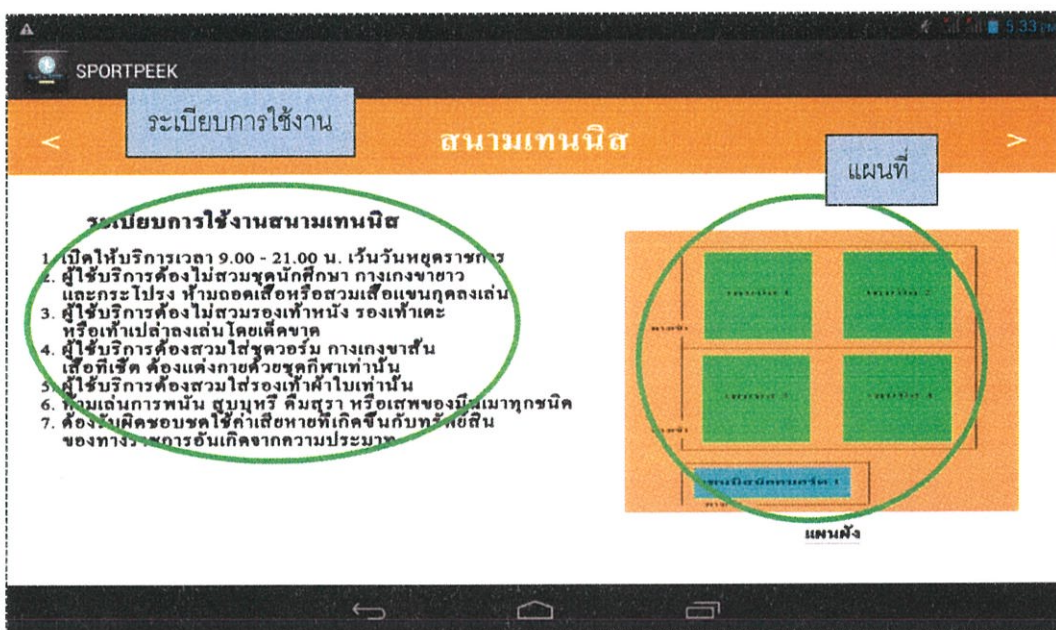 5:33 PM
SPORTPEEK
ระเบียบการใช้งาน
<
สนามเทนนิส
>
แผนที่
ระเบียบการใช้งานสนามเทนนิส
1. เปิดให้บริการเวลา 9.00 - 21.00 น. เว้นวันหยุดราชการ
2. ผู้ใช้บริการต้องไม่สวมชุดนักศึกษา กางเกงขายาว
และกระโปรง ห้ามถอดเสื้อหรือสวมเสื้อแขนกุดลงเล่น
3. ผู้ใช้บริการต้องไม่สวมรองเท้าหนัง รองเท้าเตะ
หรือเท้าเปล่าลงเล่นโดยเด็ดขาด
4. ผู้ใช้บริการต้องสวมใส่ชุดวอร์ม กางเกงขาสั้น
เสื้อทีเชิ้ต ต้องแต่งกายด้วยชุดกีฬาเท่านั้น
5. ผู้ใช้บริการต้องสวมใส่รองเท้าผ้าใบเท่านั้น
6. ห้ามเล่นการพนัน สูบบุหรี่ ดื่มสุรา หรือเสพของมึนเมาทุกชนิด
7. ต้องรับผิดชอบชดใช้ค่าเสียหายที่เกิดขึ้นกับทรัพย์สิน
ของทางราชการอันเกิดจากความประมาท
แผนผัง